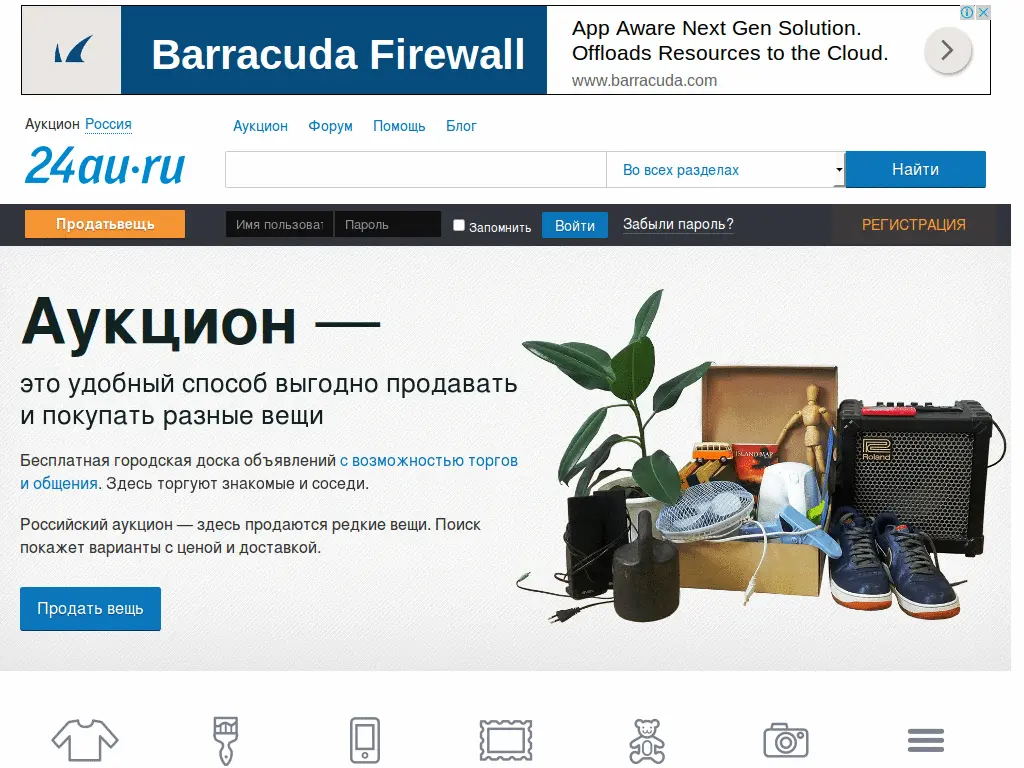 Barracuda Firewall
App Aware Next Gen Solution.
Offloads Resources to the Cloud.
www.barracuda.com
Аукцион Россия
Аукцион Форум Помощь Блог
24au·ru
Во всех разделах
Найти
Продатьвещь
Имя пользоват
Пароль
Запомнить
Войти
Забыли пароль?
РЕГИСТРАЦИЯ
Аукцион —
это удобный способ выгодно продавать
и покупать разные вещи
Бесплатная городская доска объявлений с возможностью торгов
и общения. Здесь торгуют знакомые и соседи.
Российский аукцион — здесь продаются редкие вещи. Поиск
покажет варианты с ценой и доставкой.
Продать вещь
ISLAND MAP
Roland